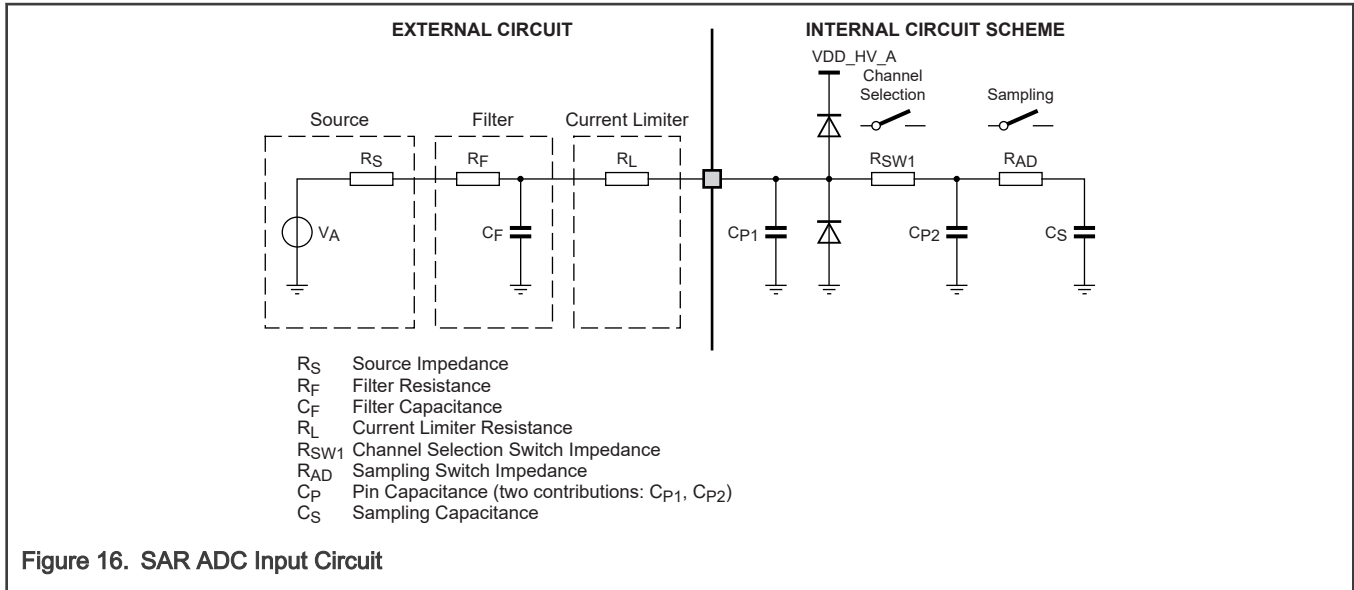 EXTERNAL CIRCUIT
INTERNAL CIRCUIT SCHEME
VDD_HV_A
Channel
Selection
Sampling
Source
Filter
Current Limiter
RS
RF
RL
RSW1
RAD
VA
CF
CP1
CP2
CS
RS Source Impedance
RF Filter Resistance
CF Filter Capacitance
RL Current Limiter Resistance
RSW1 Channel Selection Switch Impedance
RAD Sampling Switch Impedance
CP Pin Capacitance (two contributions: CP1, CP2)
CS Sampling Capacitance
Figure 16. SAR ADC Input Circuit